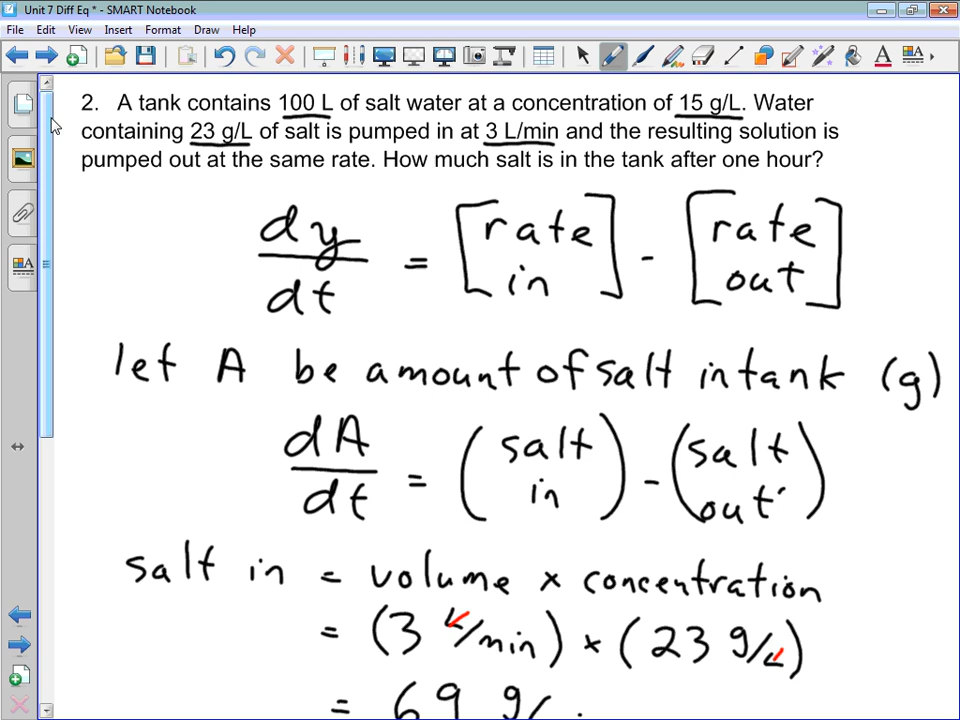 Unit 7 Diff Eq * - SMART Notebook
File Edit View Insert Format Draw Help
2. A tank contains 100 L of salt water at a concentration of 15 g/L. Water
containing 23 g/L of salt is pumped in at 3 L/min and the resulting solution is
pumped out at the same rate. How much salt is in the tank after one hour?
dy/dt = [rate in] - [rate out]
let A be amount of salt in tank (g)
dA/dt = (salt in) - (salt out)
salt in = volume × concentration
= (3 L/min) × (23 g/L)
= 69 g/